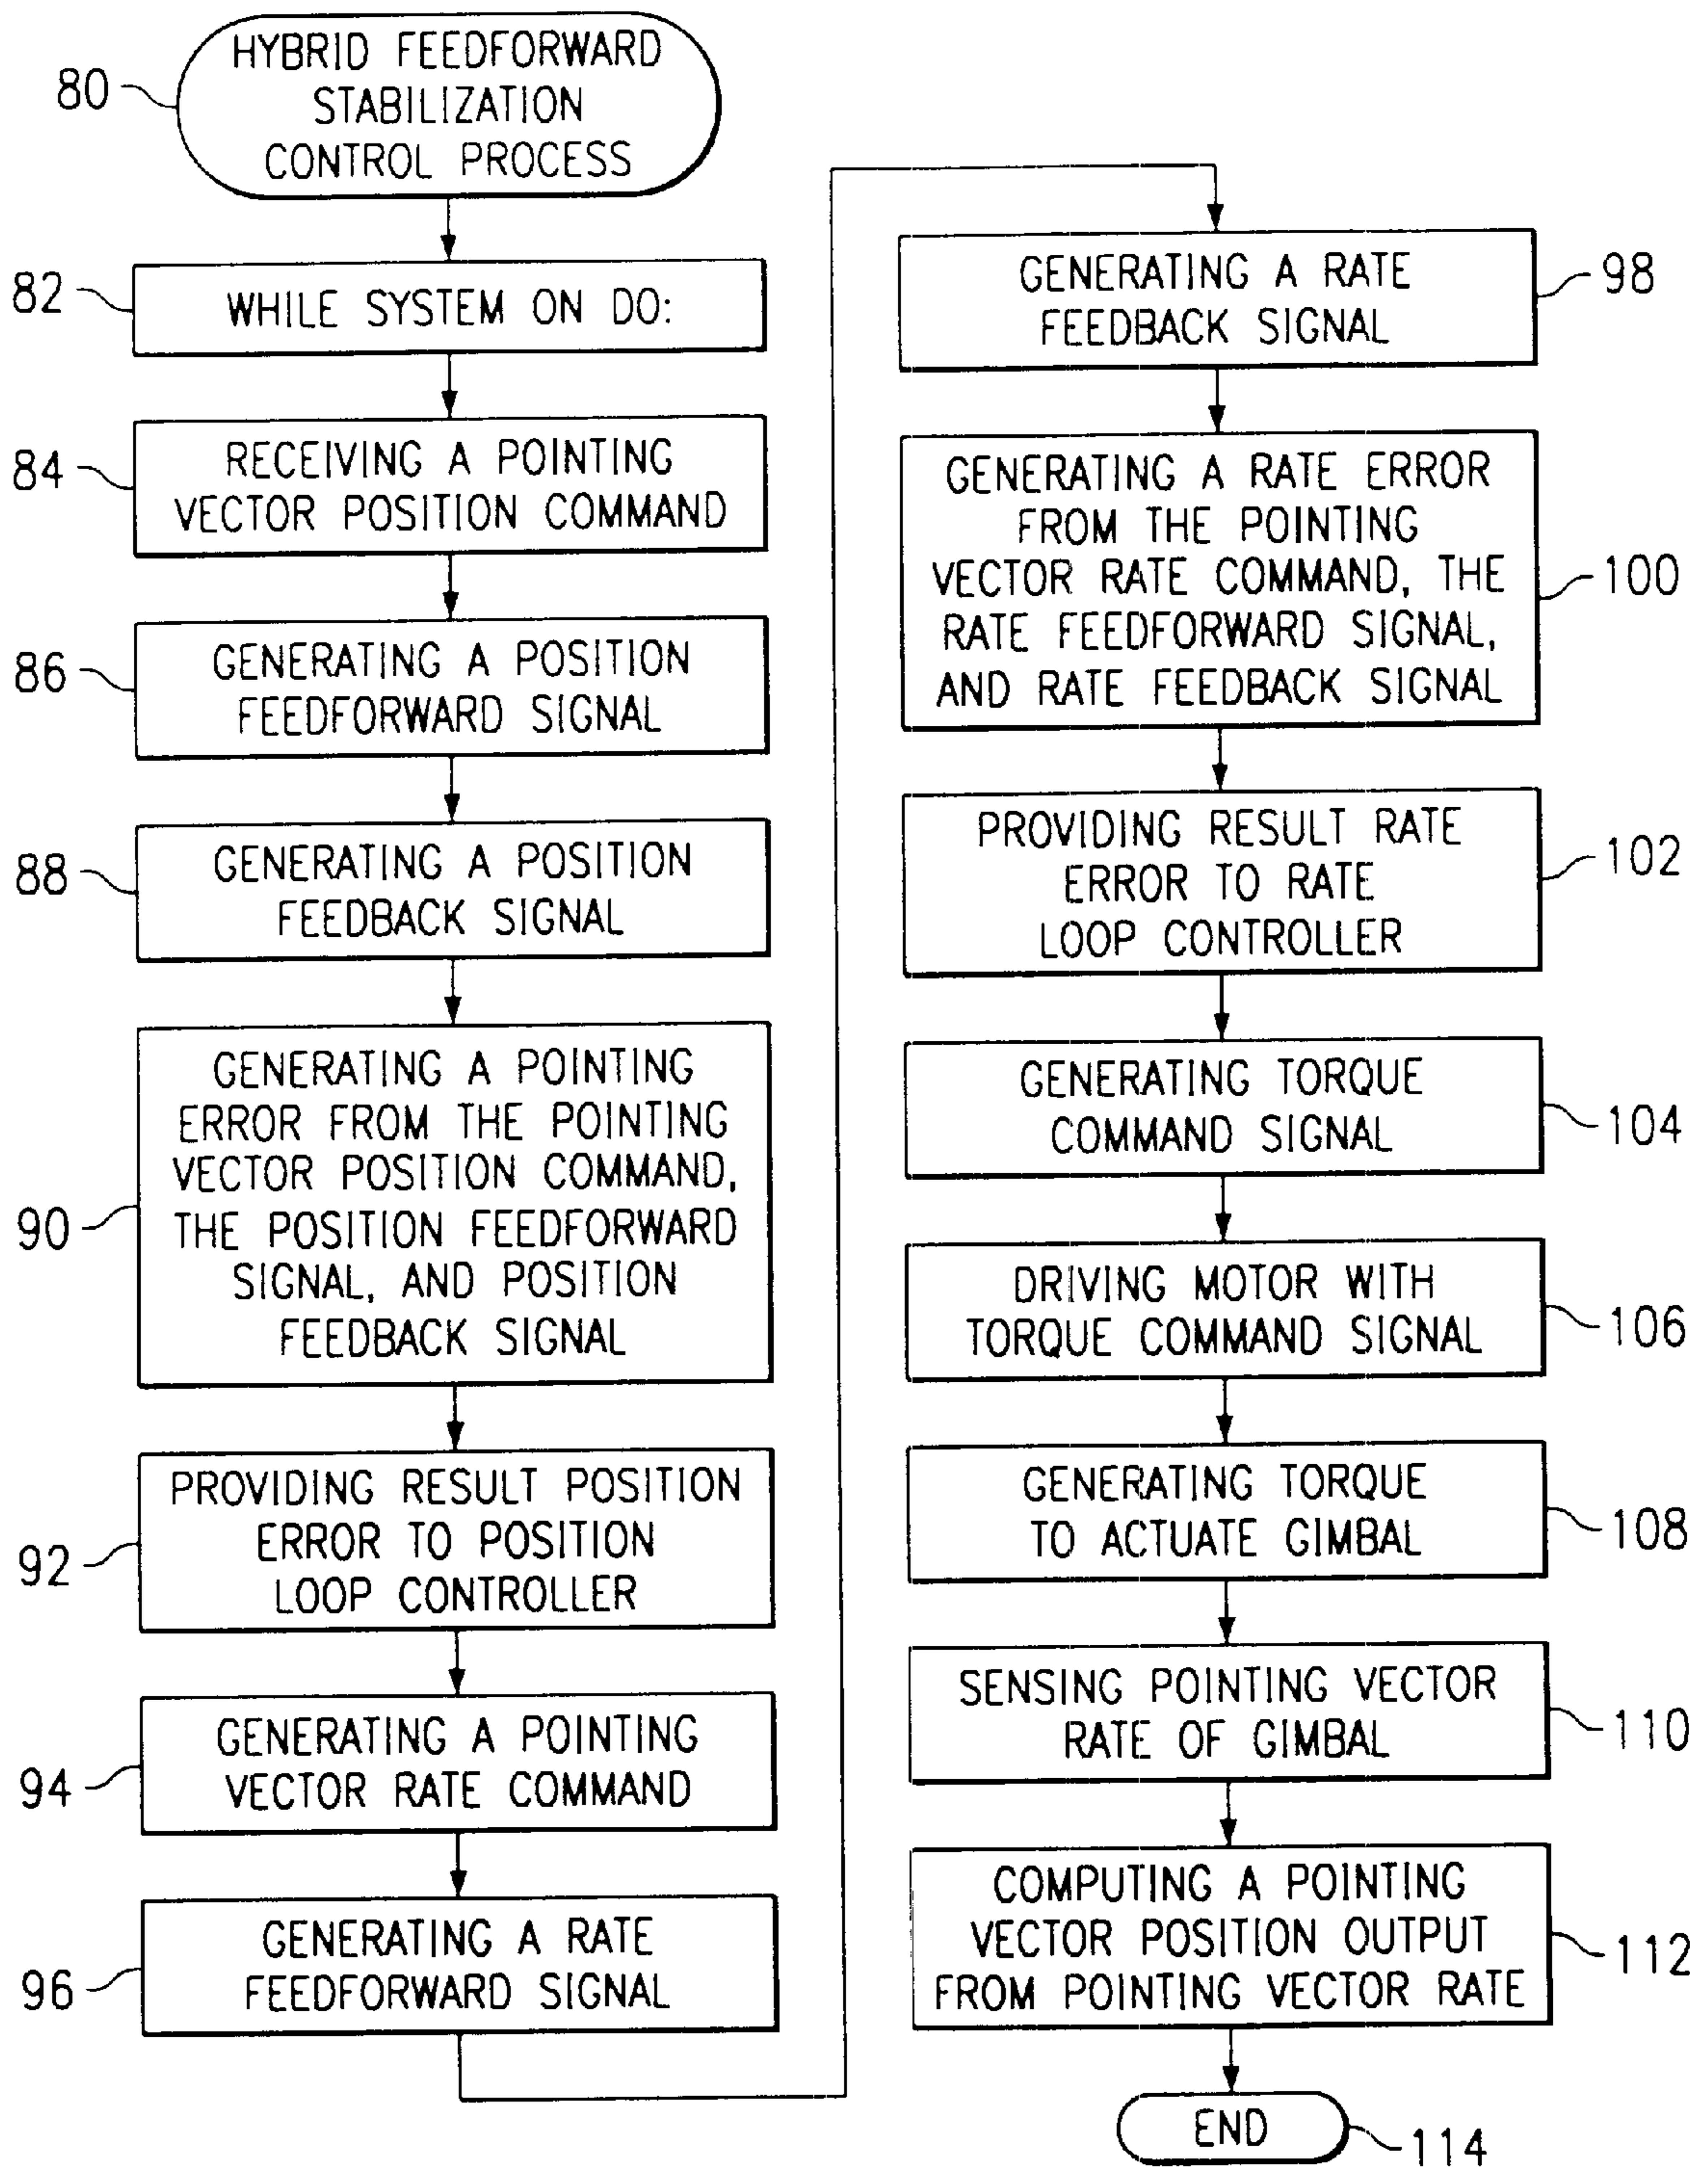 HYBRID FEEDFORWARD
STABILIZATION
CONTROL PROCESS
80
82
WHILE SYSTEM ON DO:
84
RECEIVING A POINTING
VECTOR POSITION COMMAND
86
GENERATING A POSITION
FEEDFORWARD SIGNAL
88
GENERATING A POSITION
FEEDBACK SIGNAL
90
GENERATING A POINTING
ERROR FROM THE POINTING
VECTOR POSITION COMMAND,
THE POSITION FEEDFORWARD
SIGNAL, AND POSITION
FEEDBACK SIGNAL
92
PROVIDING RESULT POSITION
ERROR TO POSITION
LOOP CONTROLLER
94
GENERATING A POINTING
VECTOR RATE COMMAND
96
GENERATING A RATE
FEEDFORWARD SIGNAL
GENERATING A RATE
FEEDBACK SIGNAL
98
GENERATING A RATE ERROR
FROM THE POINTING
VECTOR RATE COMMAND, THE
RATE FEEDFORWARD SIGNAL,
AND RATE FEEDBACK SIGNAL
100
PROVIDING RESULT RATE
ERROR TO RATE
LOOP CONTROLLER
102
GENERATING TORQUE
COMMAND SIGNAL
104
DRIVING MOTOR WITH
TORQUE COMMAND SIGNAL
106
GENERATING TORQUE
TO ACTUATE GIMBAL
108
SENSING POINTING VECTOR
RATE OF GIMBAL
110
COMPUTING A POINTING
VECTOR POSITION OUTPUT
FROM POINTING VECTOR RATE
112
END
114